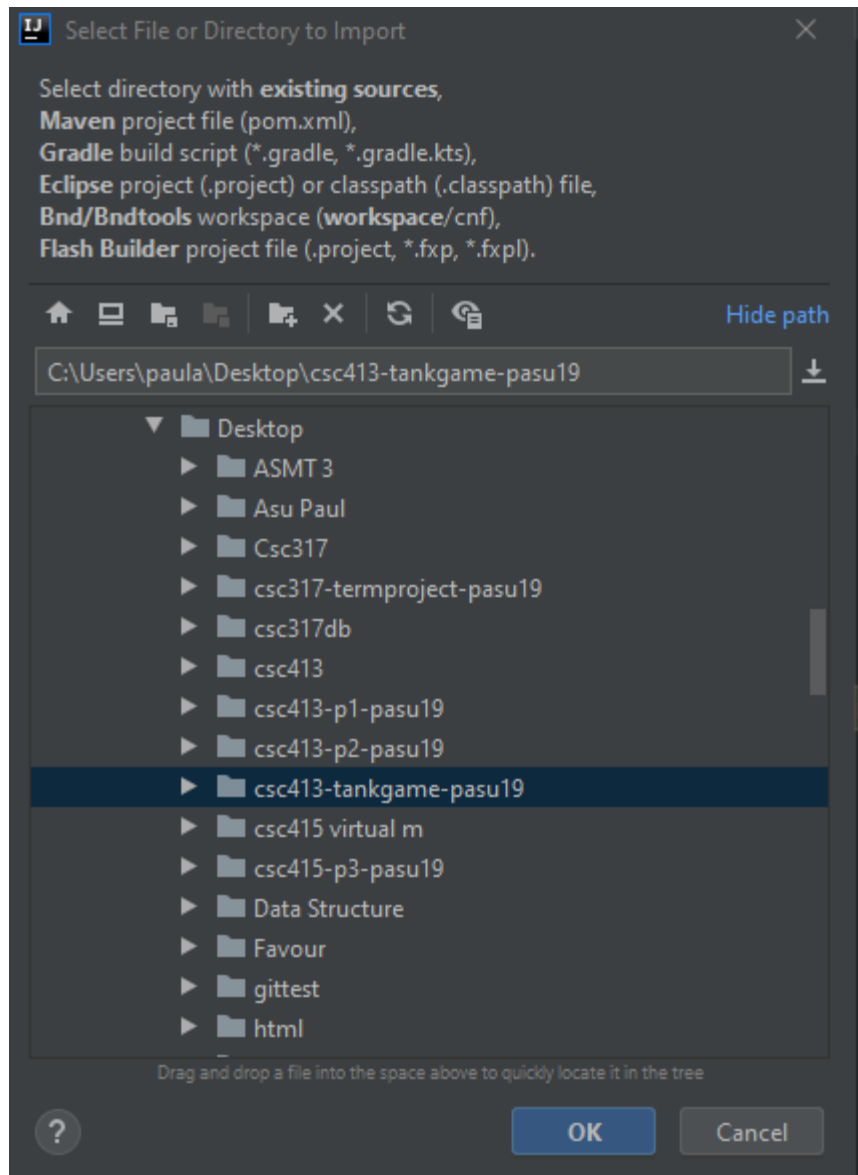 IJ Select File or Directory to Import
Select directory with existing sources,
Maven project file (pom.xml),
Gradle build script (*.gradle, *.gradle.kts),
Eclipse project (.project) or classpath (.classpath) file,
Bnd/Bndtools workspace (workspace/cnf),
Flash Builder project file (.project, *.fxp, *.fxpl).
Hide path
C:\Users\paula\Desktop\csc413-tankgame-pasu19
Desktop
ASMT 3
Asu Paul
Csc317
csc317-termproject-pasu19
csc317db
csc413
csc413-p1-pasu19
csc413-p2-pasu19
csc413-tankgame-pasu19
csc415 virtual m
csc415-p3-pasu19
Data Structure
Favour
gittest
html
Drag and drop a file into the space above to quickly locate it in the tree
? OK Cancel